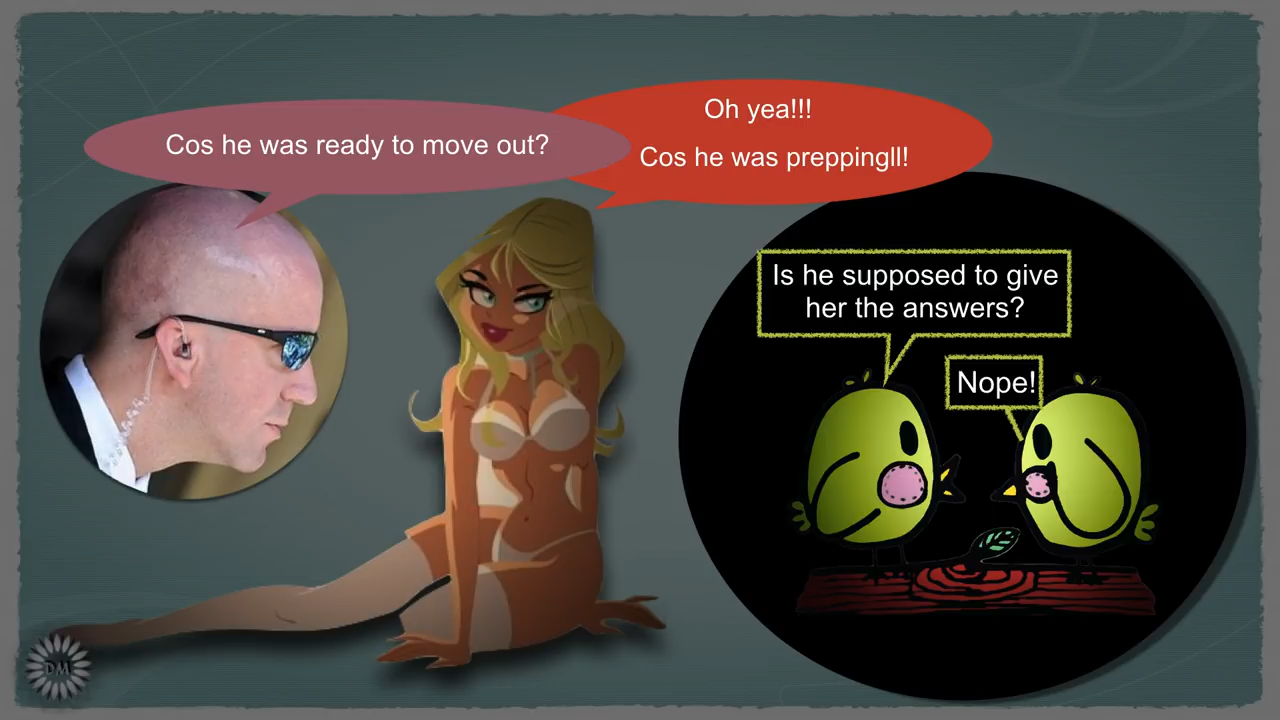 Cos he was ready to move out?
Oh yea!!!
Cos he was preppingll!
Is he supposed to give
her the answers?
Nope!
DM